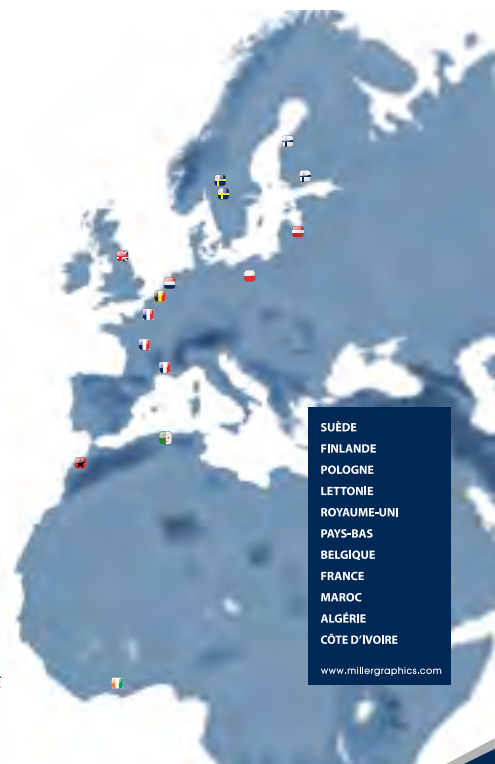 SUÈDE
FINLANDE
POLOGNE
LETTONIE
ROYAUME-UNI
PAYS-BAS
BELGIQUE
FRANCE
MAROC
ALGÉRIE
CÔTE D'IVOIRE
www.millergraphics.com